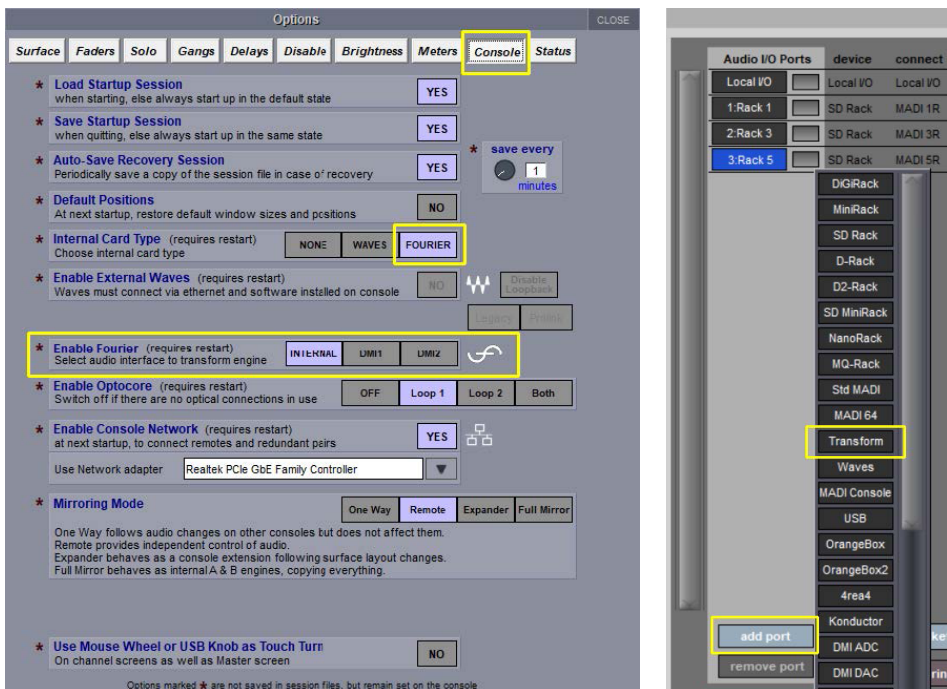 Options
CLOSE
Surface Faders Solo Gangs Delays Disable Brightness Meters Console Status
* Load Startup Session
when starting, else always start up in the default state
YES
* Save Startup Session
when quitting, else always start up in the same state
YES
* Auto-Save Recovery Session
Periodically save a copy of the session file in case of recovery
YES
* save every
1
minutes
* Default Positions
At next startup, restore default window sizes and positions
NO
* Internal Card Type (requires restart)
Choose internal card type
NONE WAVES FOURIER
* Enable External Waves (requires restart)
Waves must connect via ethernet and software installed on console
NO
Disable
Loopback
Legacy
* Enable Fourier (requires restart)
Select audio interface to transform engine
INTERNAL DMI1 DMI2
* Enable Optocore (requires restart)
Switch off if there are no optical connections in use
OFF Loop 1 Loop 2 Both
* Enable Console Network (requires restart)
at next startup, to connect remotes and redundant pairs
YES
Use Network adapter Realtek PCIe GbE Family Controller
* Mirroring Mode
One Way Remote Expander Full Mirror
One Way follows audio changes on other consoles but does not affect them.
Remote provides independent control of audio.
Expander behaves as a console extension following surface layout changes.
Full Mirror behaves as internal A & B engines, copying everything.
* Use Mouse Wheel or USB Knob as Touch Turn
On channel screens as well as Master screen
NO
Options marked * are not saved in session files, but remain set on the console
Audio I/O Ports device connect
Local I/O Local I/O Local I/O
1:Rack 1 SD Rack MADI 1R
2:Rack 3 SD Rack MADI 3R
3:Rack 5 SD Rack MADI 5R
DiGiRack
MiniRack
SD Rack
D-Rack
D2-Rack
SD MiniRack
NanoRack
MQ-Rack
Std MADI
MADI 64
Transform
Waves
MADI Console
USB
OrangeBox
OrangeBox2
4rea4
Konductor
DMI ADC
DMI DAC
add port
remove port